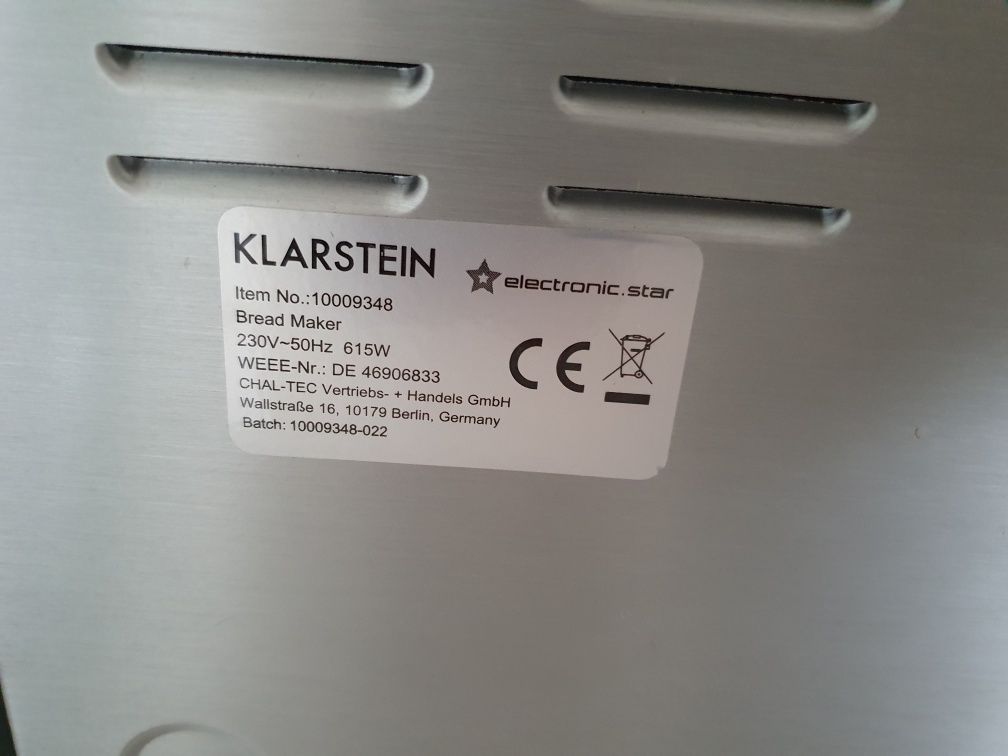 KLARSTEIN
electronic.star
Item No.:10009348
Bread Maker
230V~50Hz 615W
WEEE-Nr.: DE 46906833
CHAL-TEC Vertriebs- + Handels GmbH
Wallstraße 16, 10179 Berlin, Germany
Batch: 10009348-022
CE